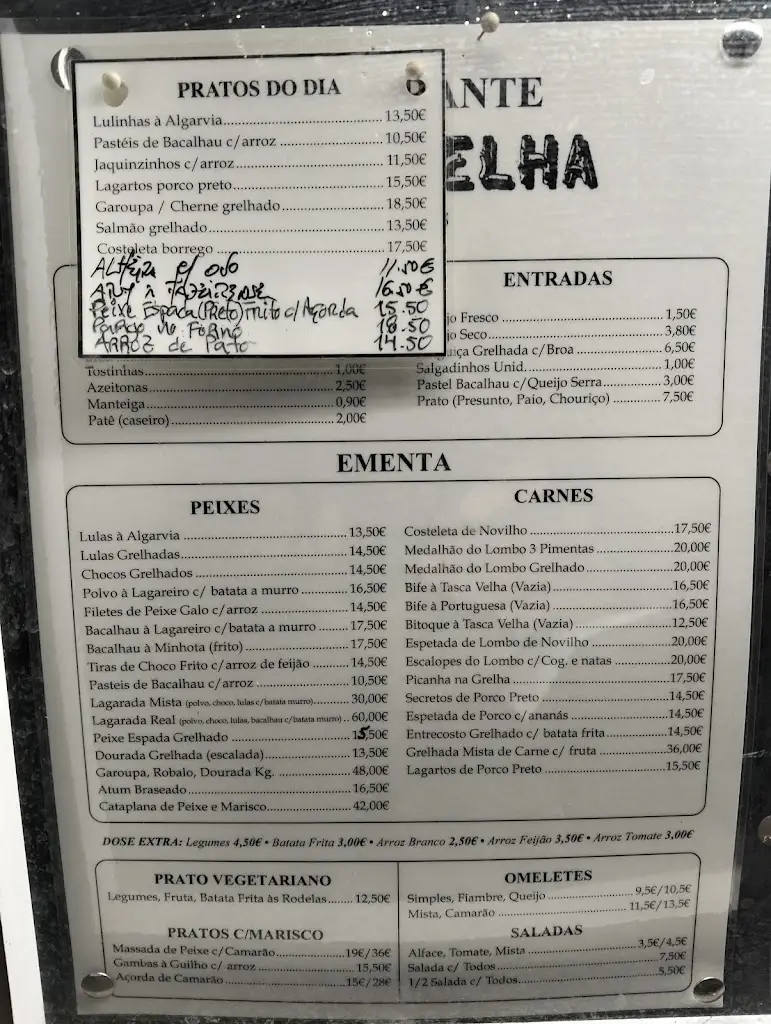 PRATOS DO DIA
Lulinhas à Algarvia 13,50€
Pastéis de Bacalhau c/arroz 10,50€
Jaquinzinhos c/arroz 11,50€
Lagartos porco preto 15,50€
Garoupa / Cherne grelhado 18,50€
Salmão grelhado 13,50€
Costeleta borrego 17,50€
ALHEIRA c/ ovo 11.50€
16.50€
Peixe Espada (Preto) Frito c/ Açorda 15.50
Pargo no Forno 18.50
ARROZ de Pato 14.50
ANTE
ELHA
Tostinhas 1,00€
Azeitonas 2,50€
Manteiga 0,90€
Patê (caseiro) 2,00€
ENTRADAS
Fresco 1,50€
Seco 3,80€
Grelhada c/Broa 6,50€
Salgadinhos Unid. 1,00€
Pastel Bacalhau c/Queijo Serra 3,00€
Prato (Presunto, Paio, Chouriço) 7,50€
EMENTA
PEIXES
Lulas à Algarvia 13,50€
Lulas Grelhadas 14,50€
Chocos Grelhados 14,50€
Polvo à Lagareiro c/ batata a murro 16,50€
Filetes de Peixe Galo c/arroz 14,50€
Bacalhau à Lagareiro c/batata a murro 17,50€
Bacalhau à Minhota (frito) 17,50€
Tiras de Choco Frito c/arroz de feijão 14,50€
Pasteis de Bacalhau c/arroz 10,50€
Lagarada Mista (polvo, choco, lulas c/batata murro) 30,00€
Lagarada Real (polvo, choco, lulas, bacalhau c/batata murro) 60,00€
Peixe Espada Grelhado 15,50€
Dourada Grelhada (escalada) 13,50€
Garoupa, Robalo, Dourada Kg. 48,00€
Atum Braseado 16,50€
Cataplana de Peixe e Marisco 42,00€
CARNES
Costeleta de Novilho 17,50€
Medalhão do Lombo 3 Pimentas 20,00€
Medalhão do Lombo Grelhado 20,00€
Bife à Tasca Velha (Vazia) 16,50€
Bife à Portuguesa (Vazia) 16,50€
Bitoque à Tasca Velha (Vazia) 12,50€
Espetada de Lombo de Novilho 20,00€
Escalopes do Lombo c/Cog. e natas 20,00€
Picanha na Grelha 17,50€
Secretos de Porco Preto 14,50€
Espetada de Porco c/ananás 14,50€
Entrecosto Grelhado c/ batata frita 14,50€
Grelhada Mista de Carne c/ fruta 36,00€
Lagartos de Porco Preto 15,50€
DOSE EXTRA: Legumes 4,50€ • Batata Frita 3,00€ • Arroz Branco 2,50€ • Arroz Feijão 3,50€ • Arroz Tomate 3,00€
PRATO VEGETARIANO
Legumes, Fruta, Batata Frita às Rodelas 12,50€
PRATOS C/MARISCO
Massada de Peixe c/Camarão 19€/36€
Gambas à Guilho c/ arroz 15,50€
Açorda de Camarão 15€/28€
OMELETES
Simples, Fiambre, Queijo 9,5€/10,5€
Mista, Camarão 11,5€/13,5€
SALADAS
Alface, Tomate, Mista 3,5€/4,5€
Salada c/ Todos 7,50€
1/2 Salada c/ Todos 5,50€